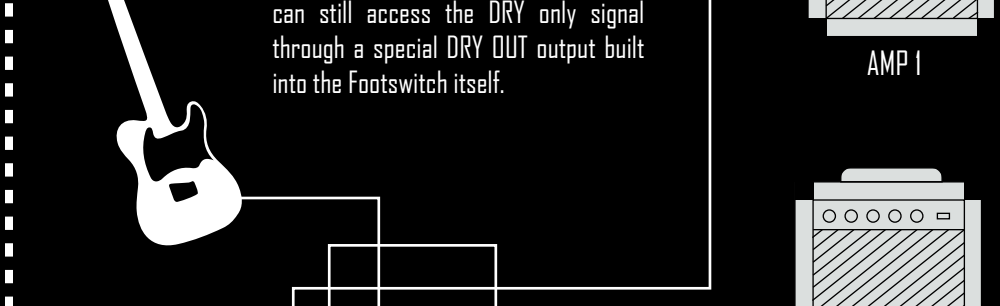 can still access the DRY only signal
through a special DRY OUT output built
into the Footswitch itself.
AMP 1